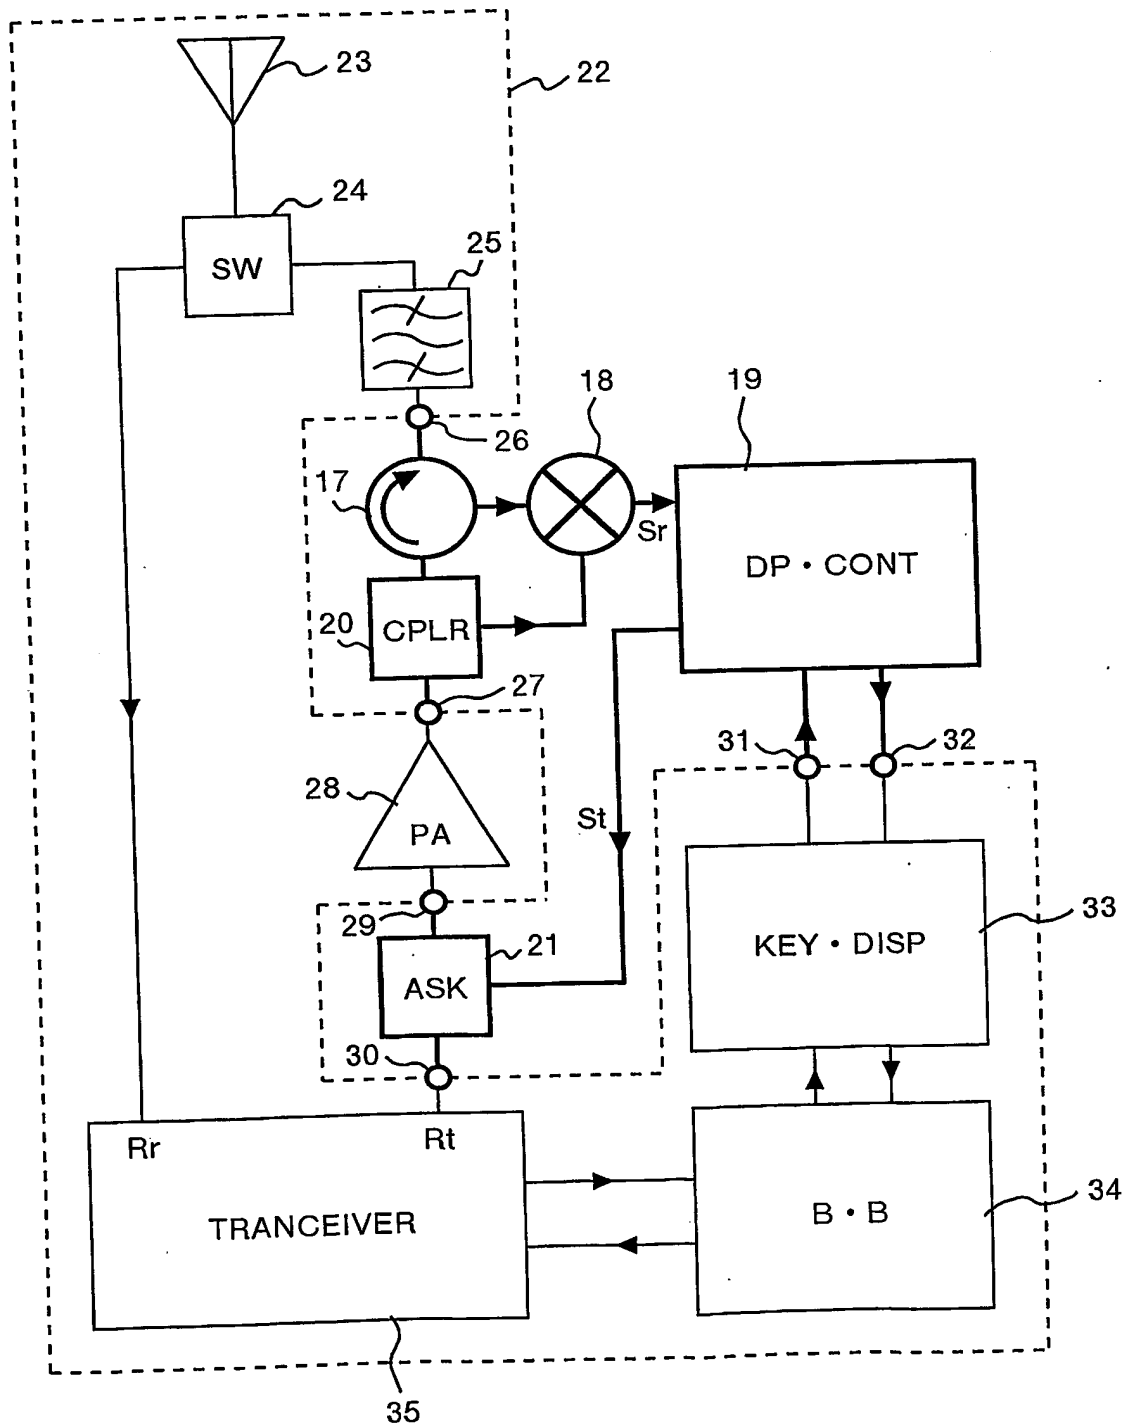 23
22
24
SW
25
18
19
26
17
Sr
DP・CONT
20
CPLR
27
31
32
28
St
PA
29
33
21
KEY・DISP
ASK
30
Rr
Rt
34
B・B
TRANCEIVER
35